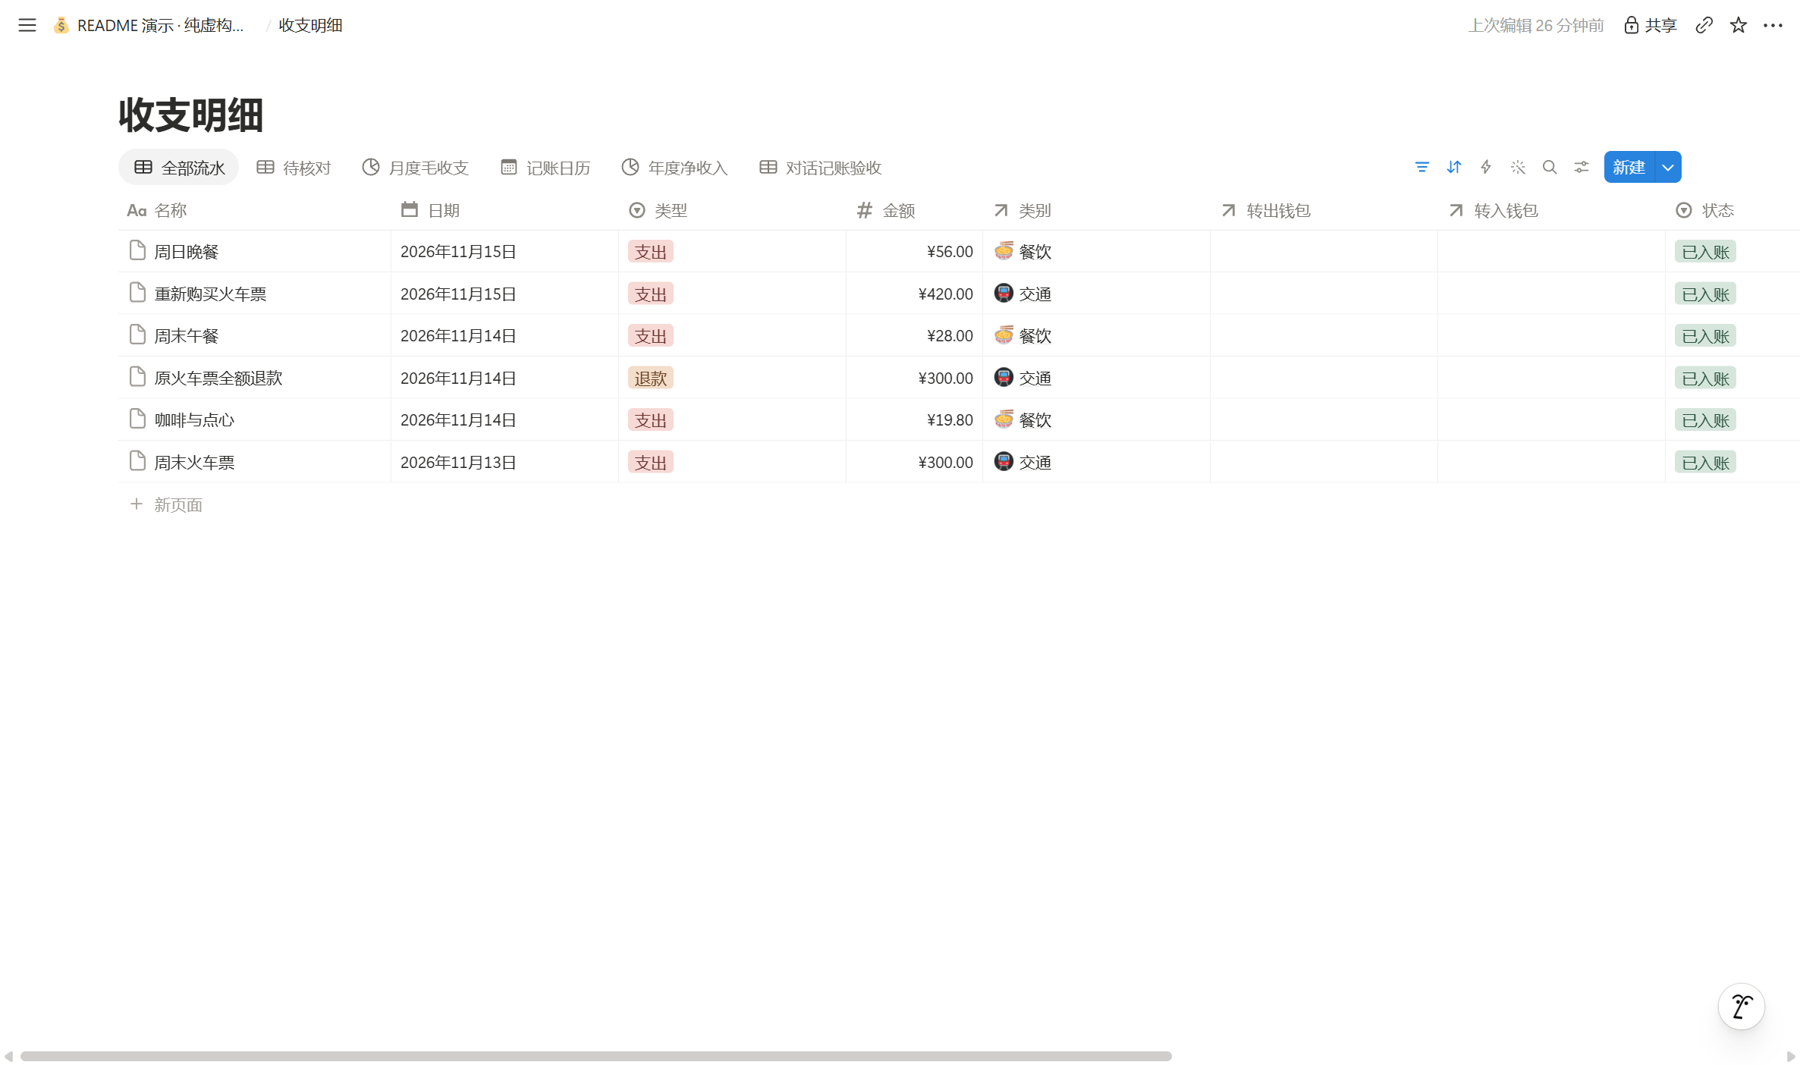 README 演示 · 纯虚构... / 收支明细
上次编辑 26 分钟前 共享
收支明细
全部流水 待核对 月度毛收支 记账日历 年度净收入 对话记账验收 新建
Aa 名称 日期 类型 # 金额 类别 转出钱包 转入钱包 状态
周日晚餐 2026年11月15日 支出 ¥56.00 餐饮 已入账
重新购买火车票 2026年11月15日 支出 ¥420.00 交通 已入账
周末午餐 2026年11月14日 支出 ¥28.00 餐饮 已入账
原火车票全额退款 2026年11月14日 退款 ¥300.00 交通 已入账
咖啡与点心 2026年11月14日 支出 ¥19.80 餐饮 已入账
周末火车票 2026年11月13日 支出 ¥300.00 交通 已入账
+ 新页面